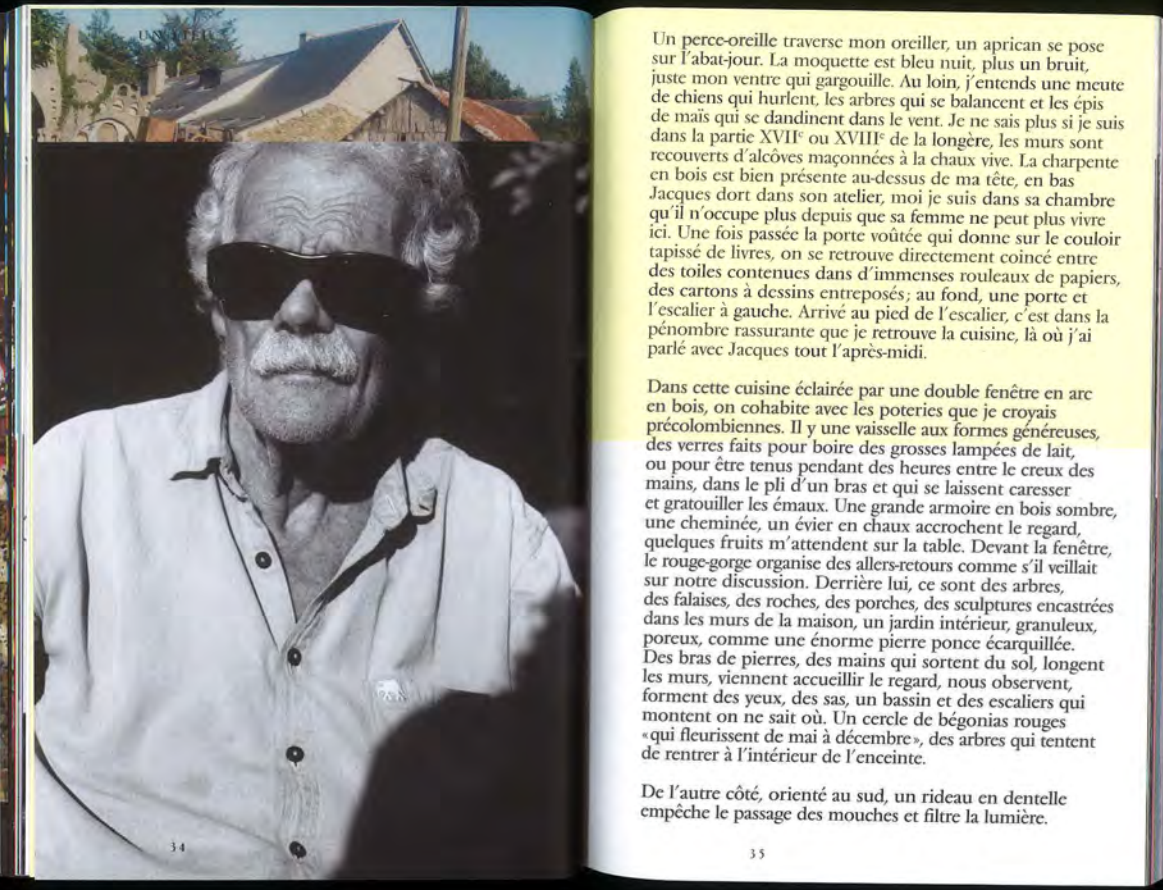 34
Un perce-oreille traverse mon oreiller, un aprican se pose
sur l'abat-jour. La moquette est bleu nuit, plus un bruit,
juste mon ventre qui gargouille. Au loin, j'entends une meute
de chiens qui hurlent, les arbres qui se balancent et les épis
de maïs qui se dandinent dans le vent. Je ne sais plus si je suis
dans la partie XVIIe ou XVIIIe de la longère, les murs sont
recouverts d'alcôves maçonnées à la chaux vive. La charpente
en bois est bien présente au-dessus de ma tête, en bas
Jacques dort dans son atelier, moi je suis dans sa chambre
qu'il n'occupe plus depuis que sa femme ne peut plus vivre
ici. Une fois passée la porte voûtée qui donne sur le couloir
tapissé de livres, on se retrouve directement coincé entre
des toiles contenues dans d'immenses rouleaux de papiers,
des cartons à dessins entreposés; au fond, une porte et
l'escalier à gauche. Arrivé au pied de l'escalier, c'est dans la
pénombre rassurante que je retrouve la cuisine, là où j'ai
parlé avec Jacques tout l'après-midi.
Dans cette cuisine éclairée par une double fenêtre en arc
en bois, on cohabite avec les poteries que je croyais
précolombiennes. Il y une vaisselle aux formes généreuses,
des verres faits pour boire des grosses lampées de lait,
ou pour être tenus pendant des heures entre le creux des
mains, dans le pli d'un bras et qui se laissent caresser
et gratouiller les émaux. Une grande armoire en bois sombre,
une cheminée, un évier en chaux accrochent le regard,
quelques fruits m'attendent sur la table. Devant la fenêtre,
le rouge-gorge organise des allers-retours comme s'il veillait
sur notre discussion. Derrière lui, ce sont des arbres,
des falaises, des roches, des porches, des sculptures encastrées
dans les murs de la maison, un jardin intérieur, granuleux,
poreux, comme une énorme pierre ponce écarquillée.
Des bras de pierres, des mains qui sortent du sol, longent
les murs, viennent accueillir le regard, nous observent,
forment des yeux, des sas, un bassin et des escaliers qui
montent on ne sait où. Un cercle de bégonias rouges
«qui fleurissent de mai à décembre», des arbres qui tentent
de rentrer à l'intérieur de l'enceinte.
De l'autre côté, orienté au sud, un rideau en dentelle
empêche le passage des mouches et filtre la lumière.
35